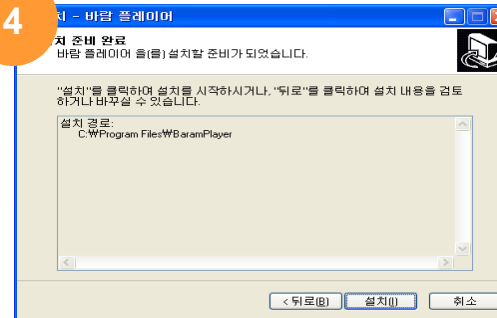 4
치 - 바람 플레이어
치 준비 완료
바람 플레이어 을(를) 설치할 준비가 되었습니다.
"설치"를 클릭하여 설치를 시작하시거나, "뒤로"를 클릭하여 설치 내용을 검토
하거나 바꾸실 수 있습니다.
설치 경로:
C:₩Program Files₩BaramPlayer
< 뒤로(B) 설치(I) 취소